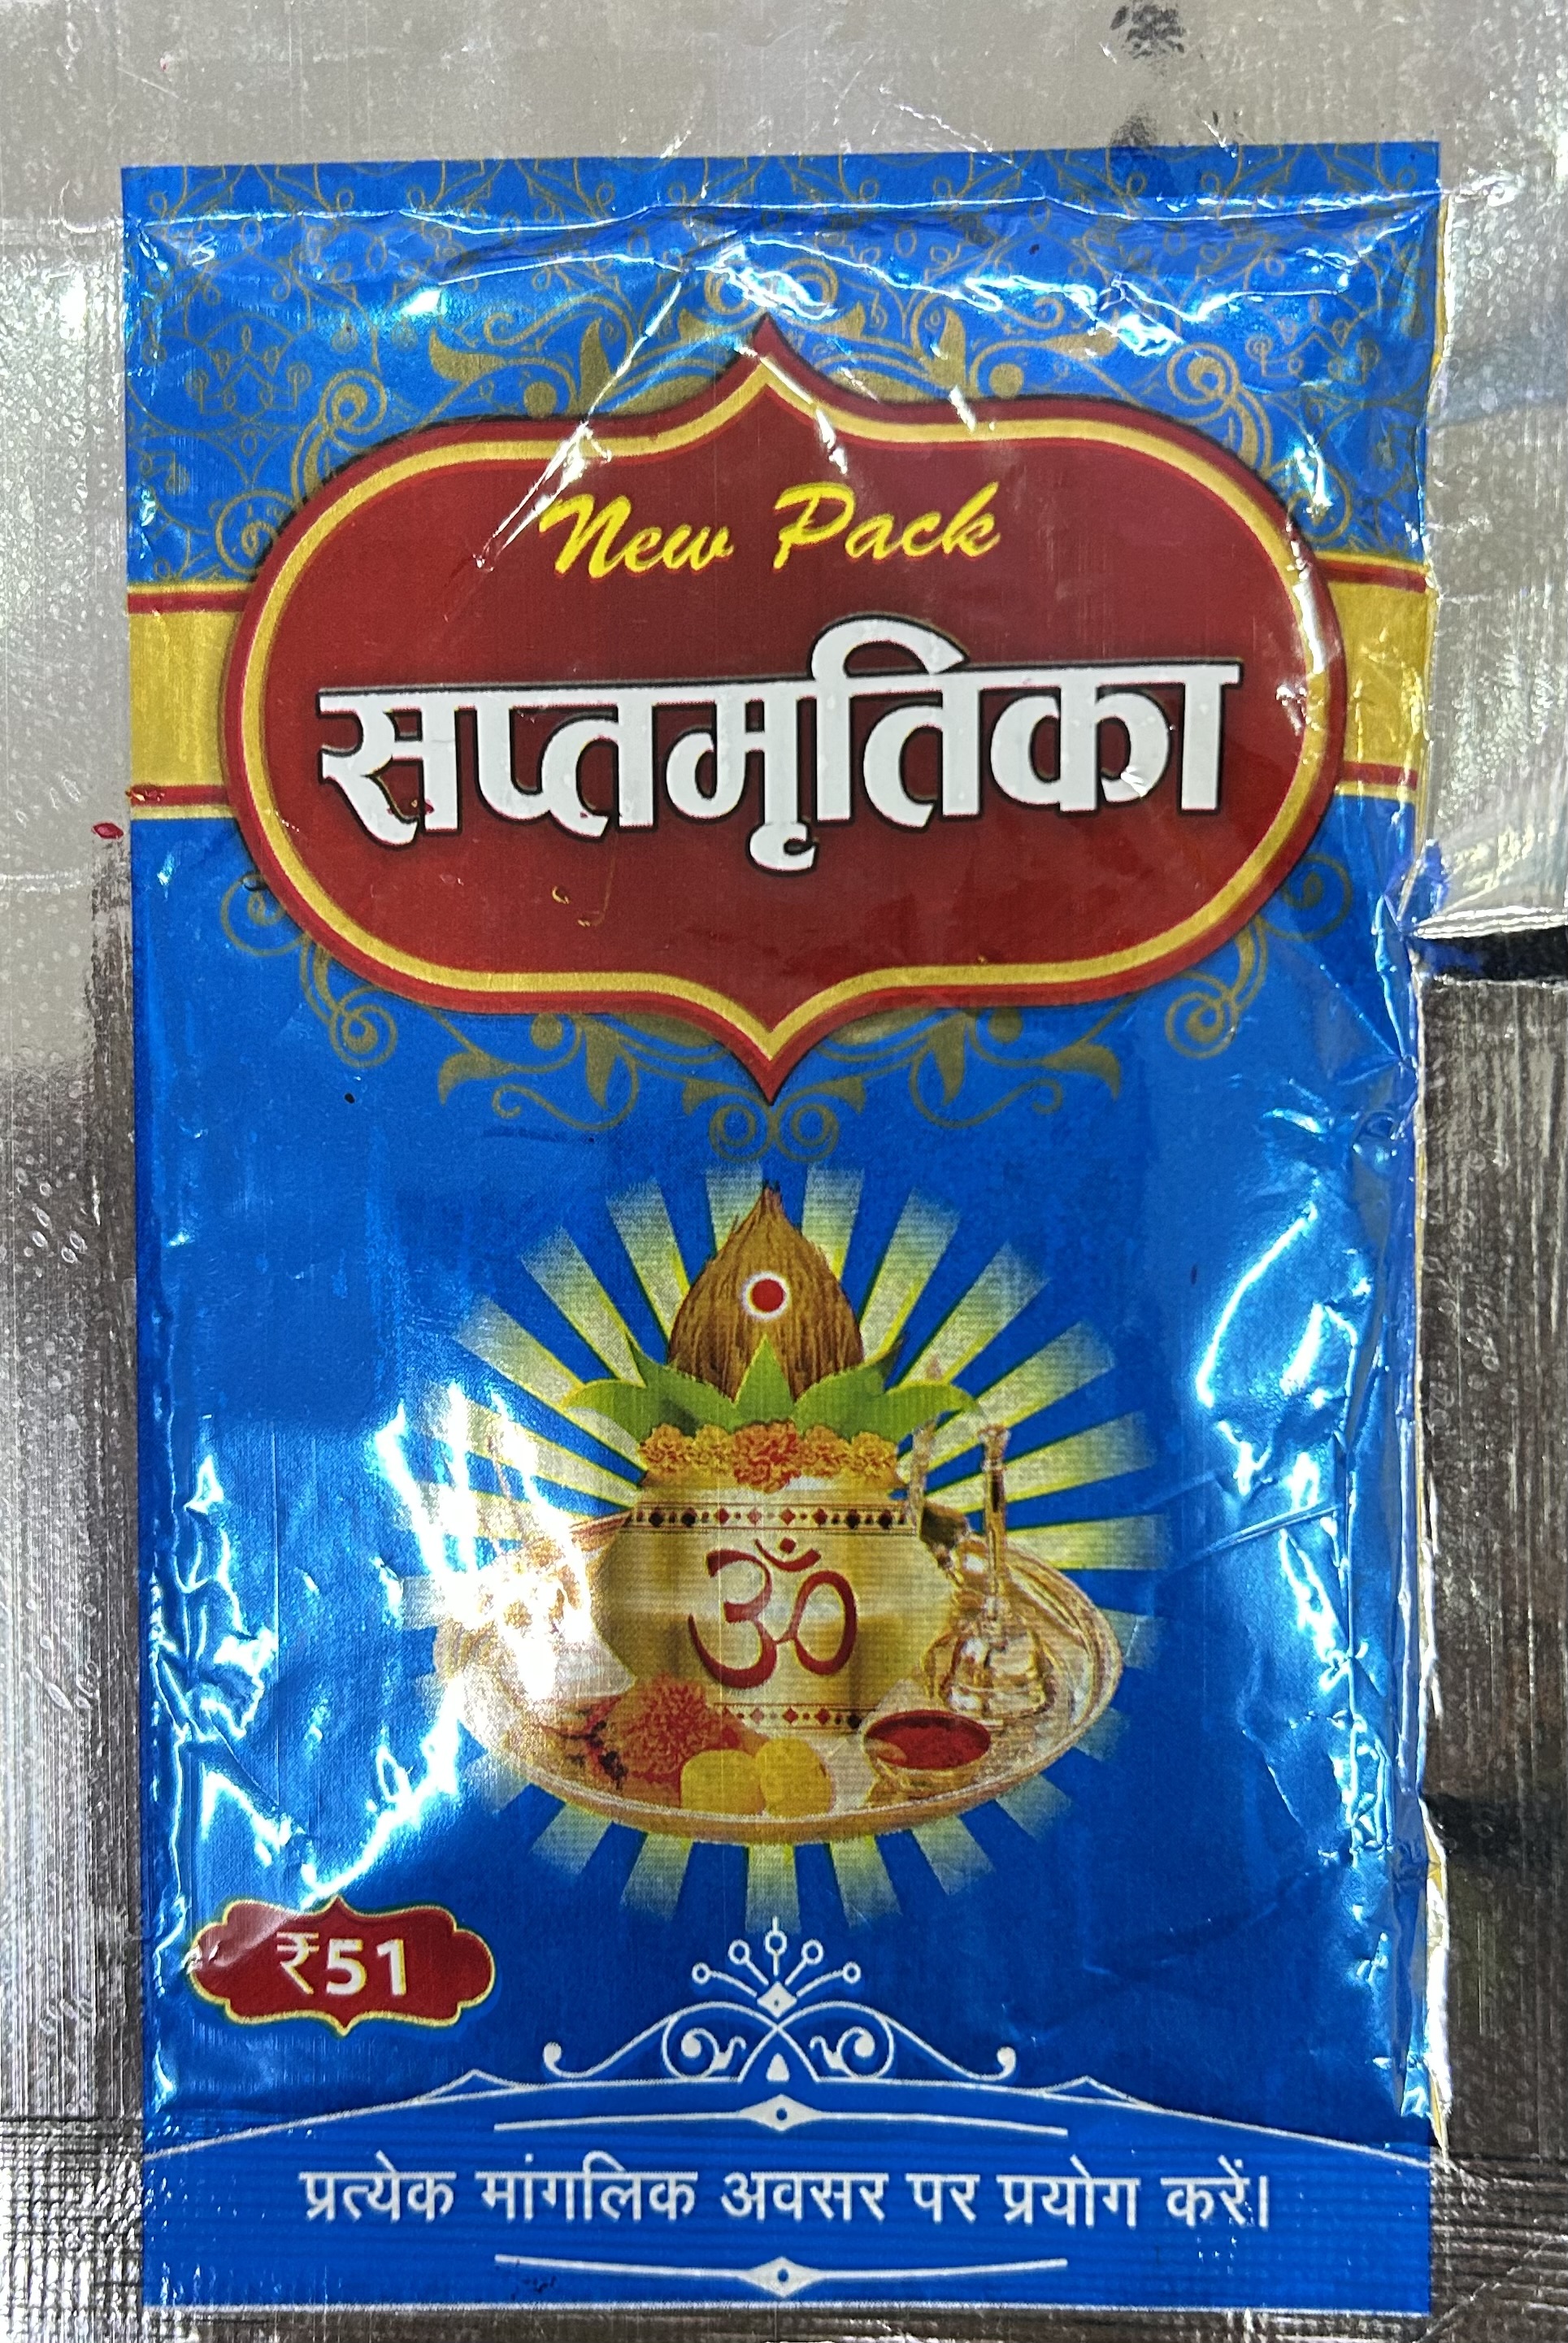 New Pack
सप्तमृतिका
ॐ
₹51
प्रत्येक मांगलिक अवसर पर प्रयोग करें।